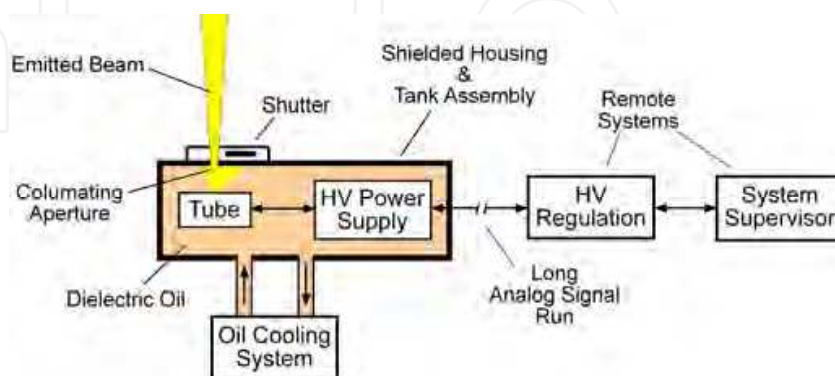 Emitted Beam
Shutter
Shielded Housing
&
Tank Assembly
Remote
Systems
Columating
Aperture
Tube
HV Power
Supply
HV
Regulation
System
Supervisor
Dielectric Oil
Long
Analog Signal
Run
Oil Cooling
System